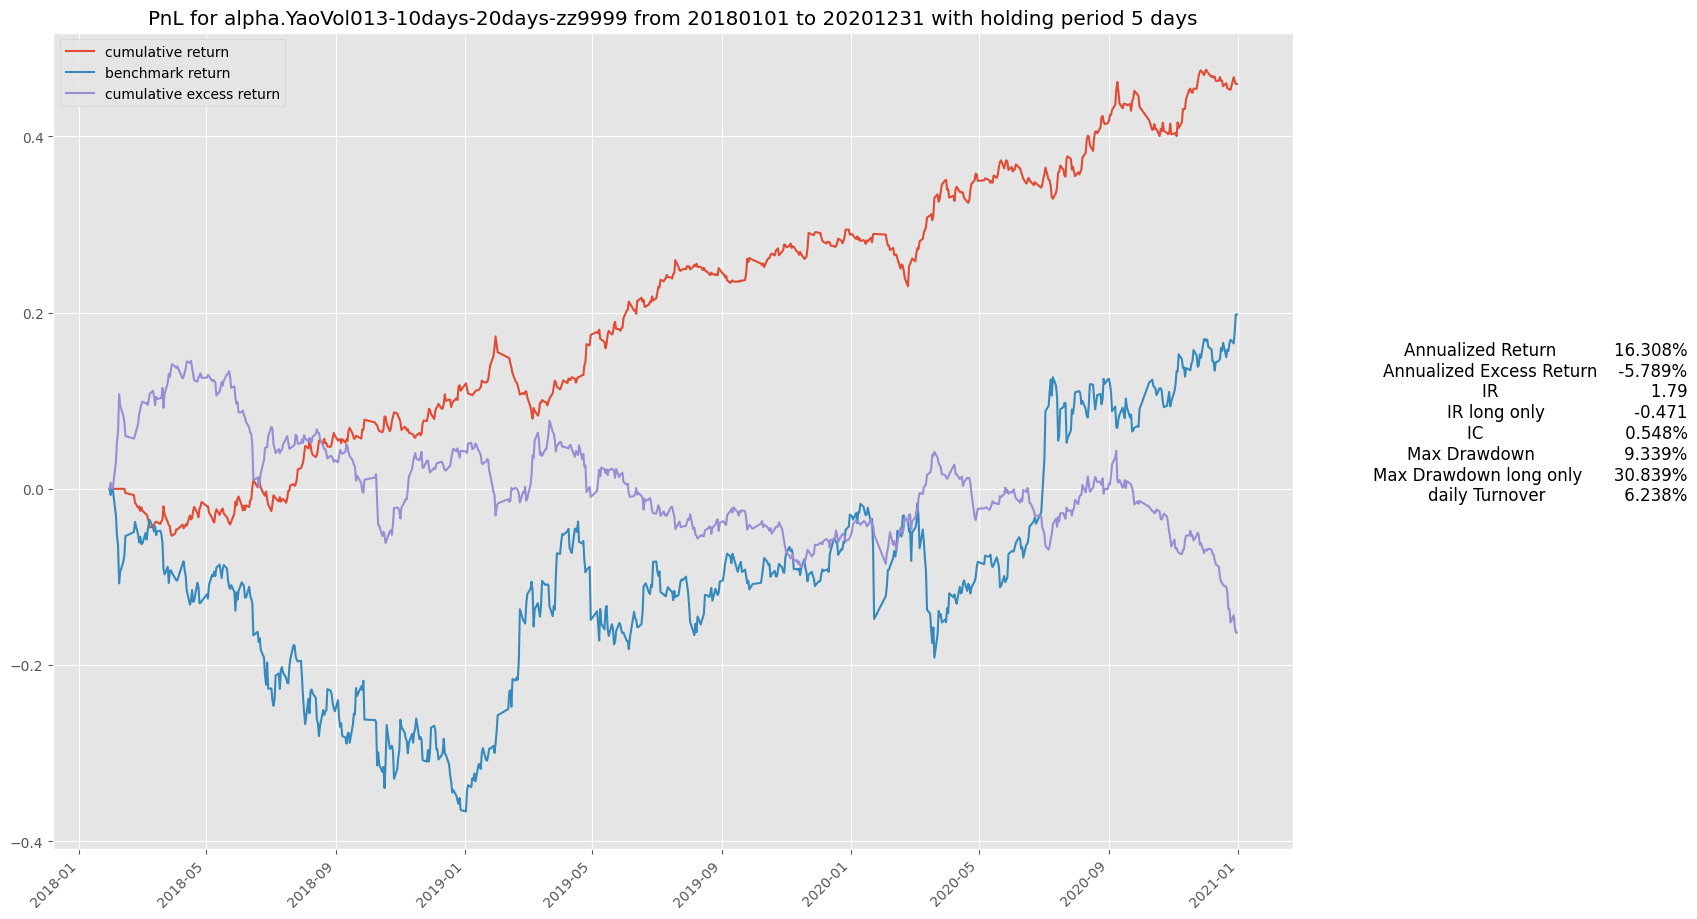 PnL for alpha.YaoVol013-10days-20days-zz9999 from 20180101 to 20201231 with holding period 5 days
cumulative return
benchmark return
cumulative excess return
0.4
0.2
0.0
−0.2
−0.4
2018-01
2018-05
2018-09
2019-01
2019-05
2019-09
2020-01
2020-05
2020-09
2021-01
Annualized Return 16.308%
Annualized Excess Return -5.789%
IR 1.79
IR long only -0.471
IC 0.548%
Max Drawdown 9.339%
Max Drawdown long only 30.839%
daily Turnover 6.238%